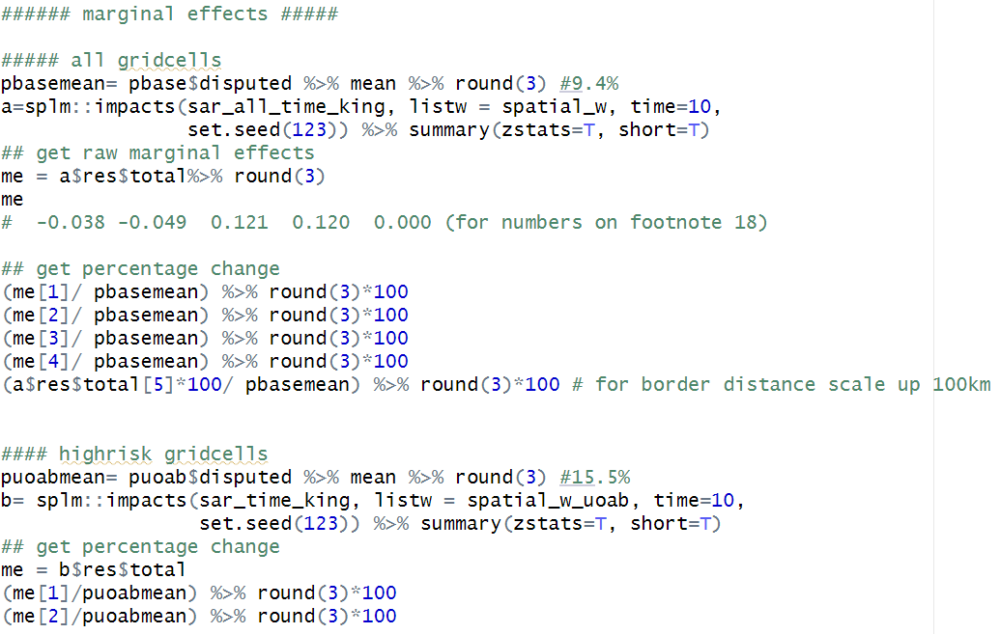 ###### marginal effects #####
##### all gridcells
pbasemean= pbase$disputed %>% mean %>% round(3) #9.4%
a=splm::impacts(sar_all_time_king, listw = spatial_w, time=10,
set.seed(123)) %>% summary(zstats=T, short=T)
## get raw marginal effects
me = a$res$total%>% round(3)
me
#  -0.038 -0.049  0.121  0.120  0.000 (for numbers on footnote 18)
## get percentage change
(me[1]/ pbasemean) %>% round(3)*100
(me[2]/ pbasemean) %>% round(3)*100
(me[3]/ pbasemean) %>% round(3)*100
(me[4]/ pbasemean) %>% round(3)*100
(a$res$total[5]*100/ pbasemean) %>% round(3)*100 # for border distance scale up 100km
#### highrisk gridcells
puoabmean= puoab$disputed %>% mean %>% round(3) #15.5%
b= splm::impacts(sar_time_king, listw = spatial_w_uoab, time=10,
set.seed(123)) %>% summary(zstats=T, short=T)
## get percentage change
me = b$res$total
(me[1]/puoabmean) %>% round(3)*100
(me[2]/puoabmean) %>% round(3)*100